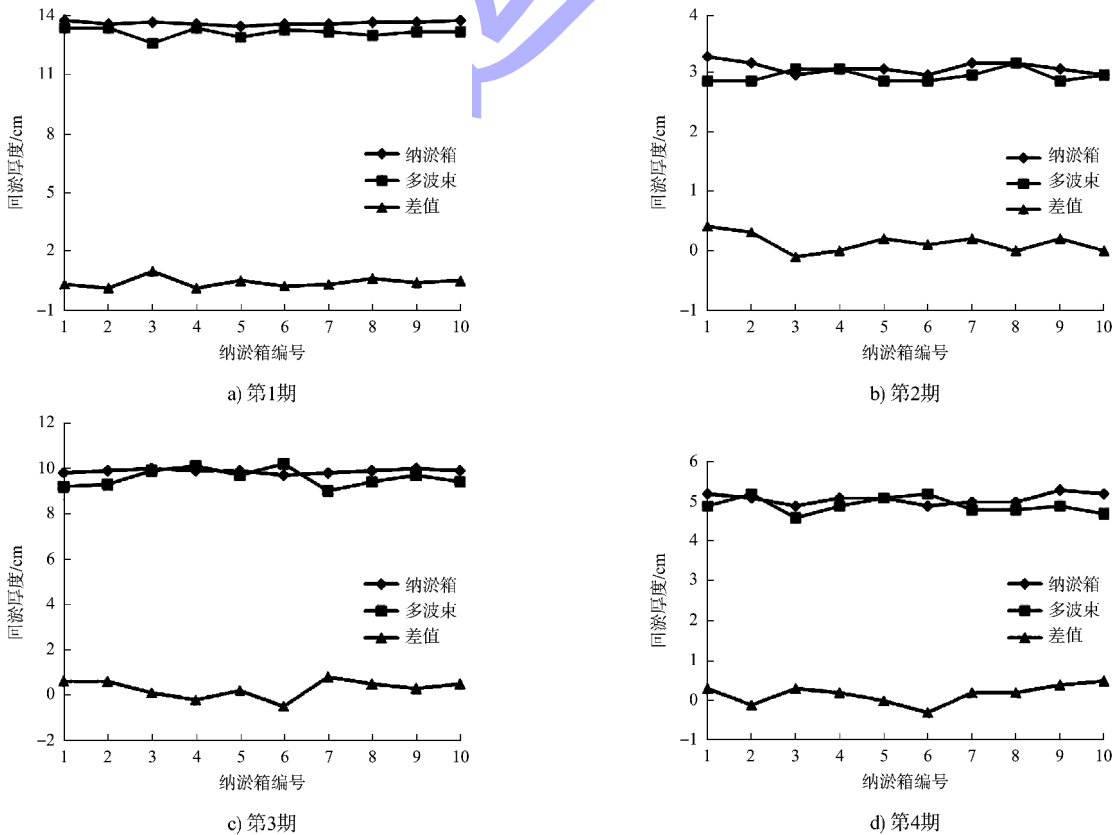 14
11
8
5
2
-1
回淤厚度/cm
纳淤箱
多波束
差值
1 2 3 4 5 6 7 8 9 10
纳淤箱编号
a) 第1期
4
3
2
1
0
-1
回淤厚度/cm
纳淤箱
多波束
差值
1 2 3 4 5 6 7 8 9 10
纳淤箱编号
b) 第2期
12
10
8
6
4
2
0
-2
回淤厚度/cm
纳淤箱
多波束
差值
1 2 3 4 5 6 7 8 9 10
纳淤箱编号
c) 第3期
6
5
4
3
2
1
0
-1
回淤厚度/cm
纳淤箱
多波束
差值
1 2 3 4 5 6 7 8 9 10
纳淤箱编号
d) 第4期